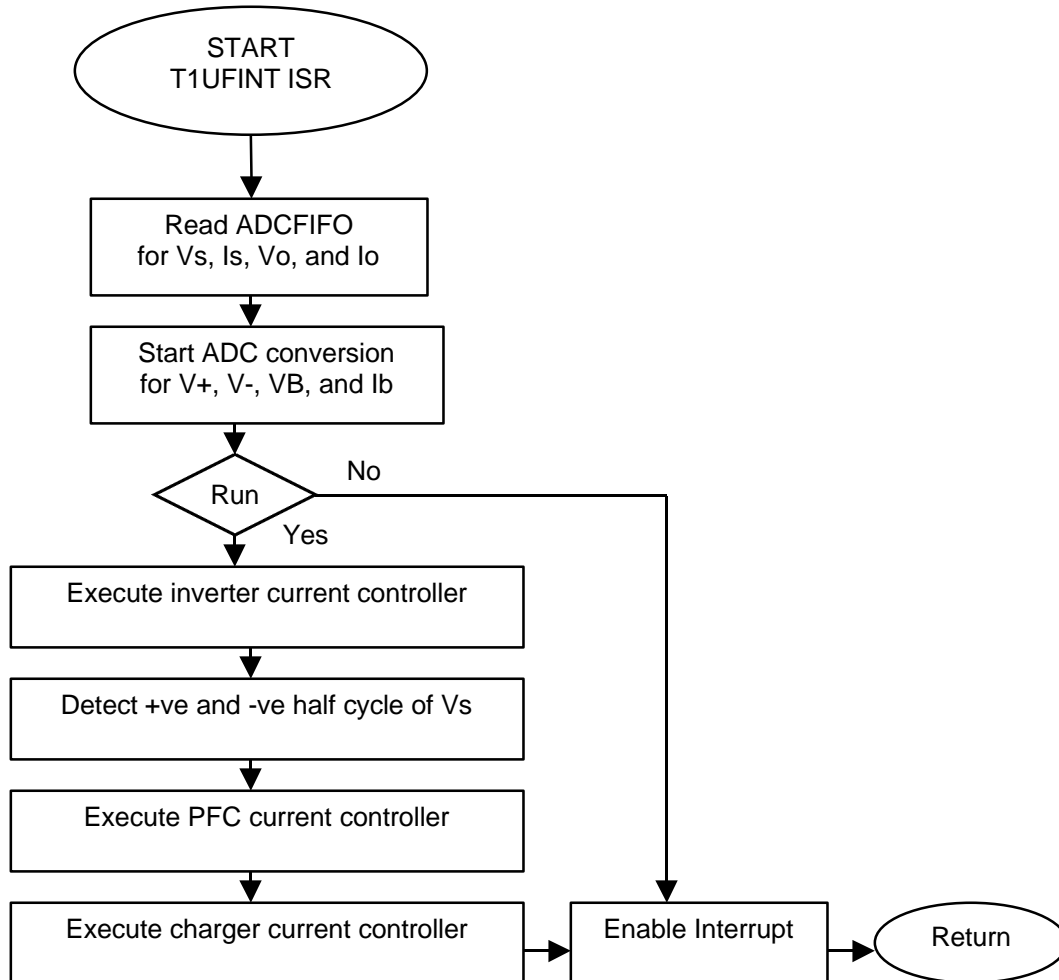 START
T1UFINT ISR
Read ADCFIFO
for Vs, Is, Vo, and Io
Start ADC conversion
for V+, V-, VB, and Ib
Run
No
Yes
Execute inverter current controller
Detect +ve and -ve half cycle of Vs
Execute PFC current controller
Execute charger current controller
Enable Interrupt
Return